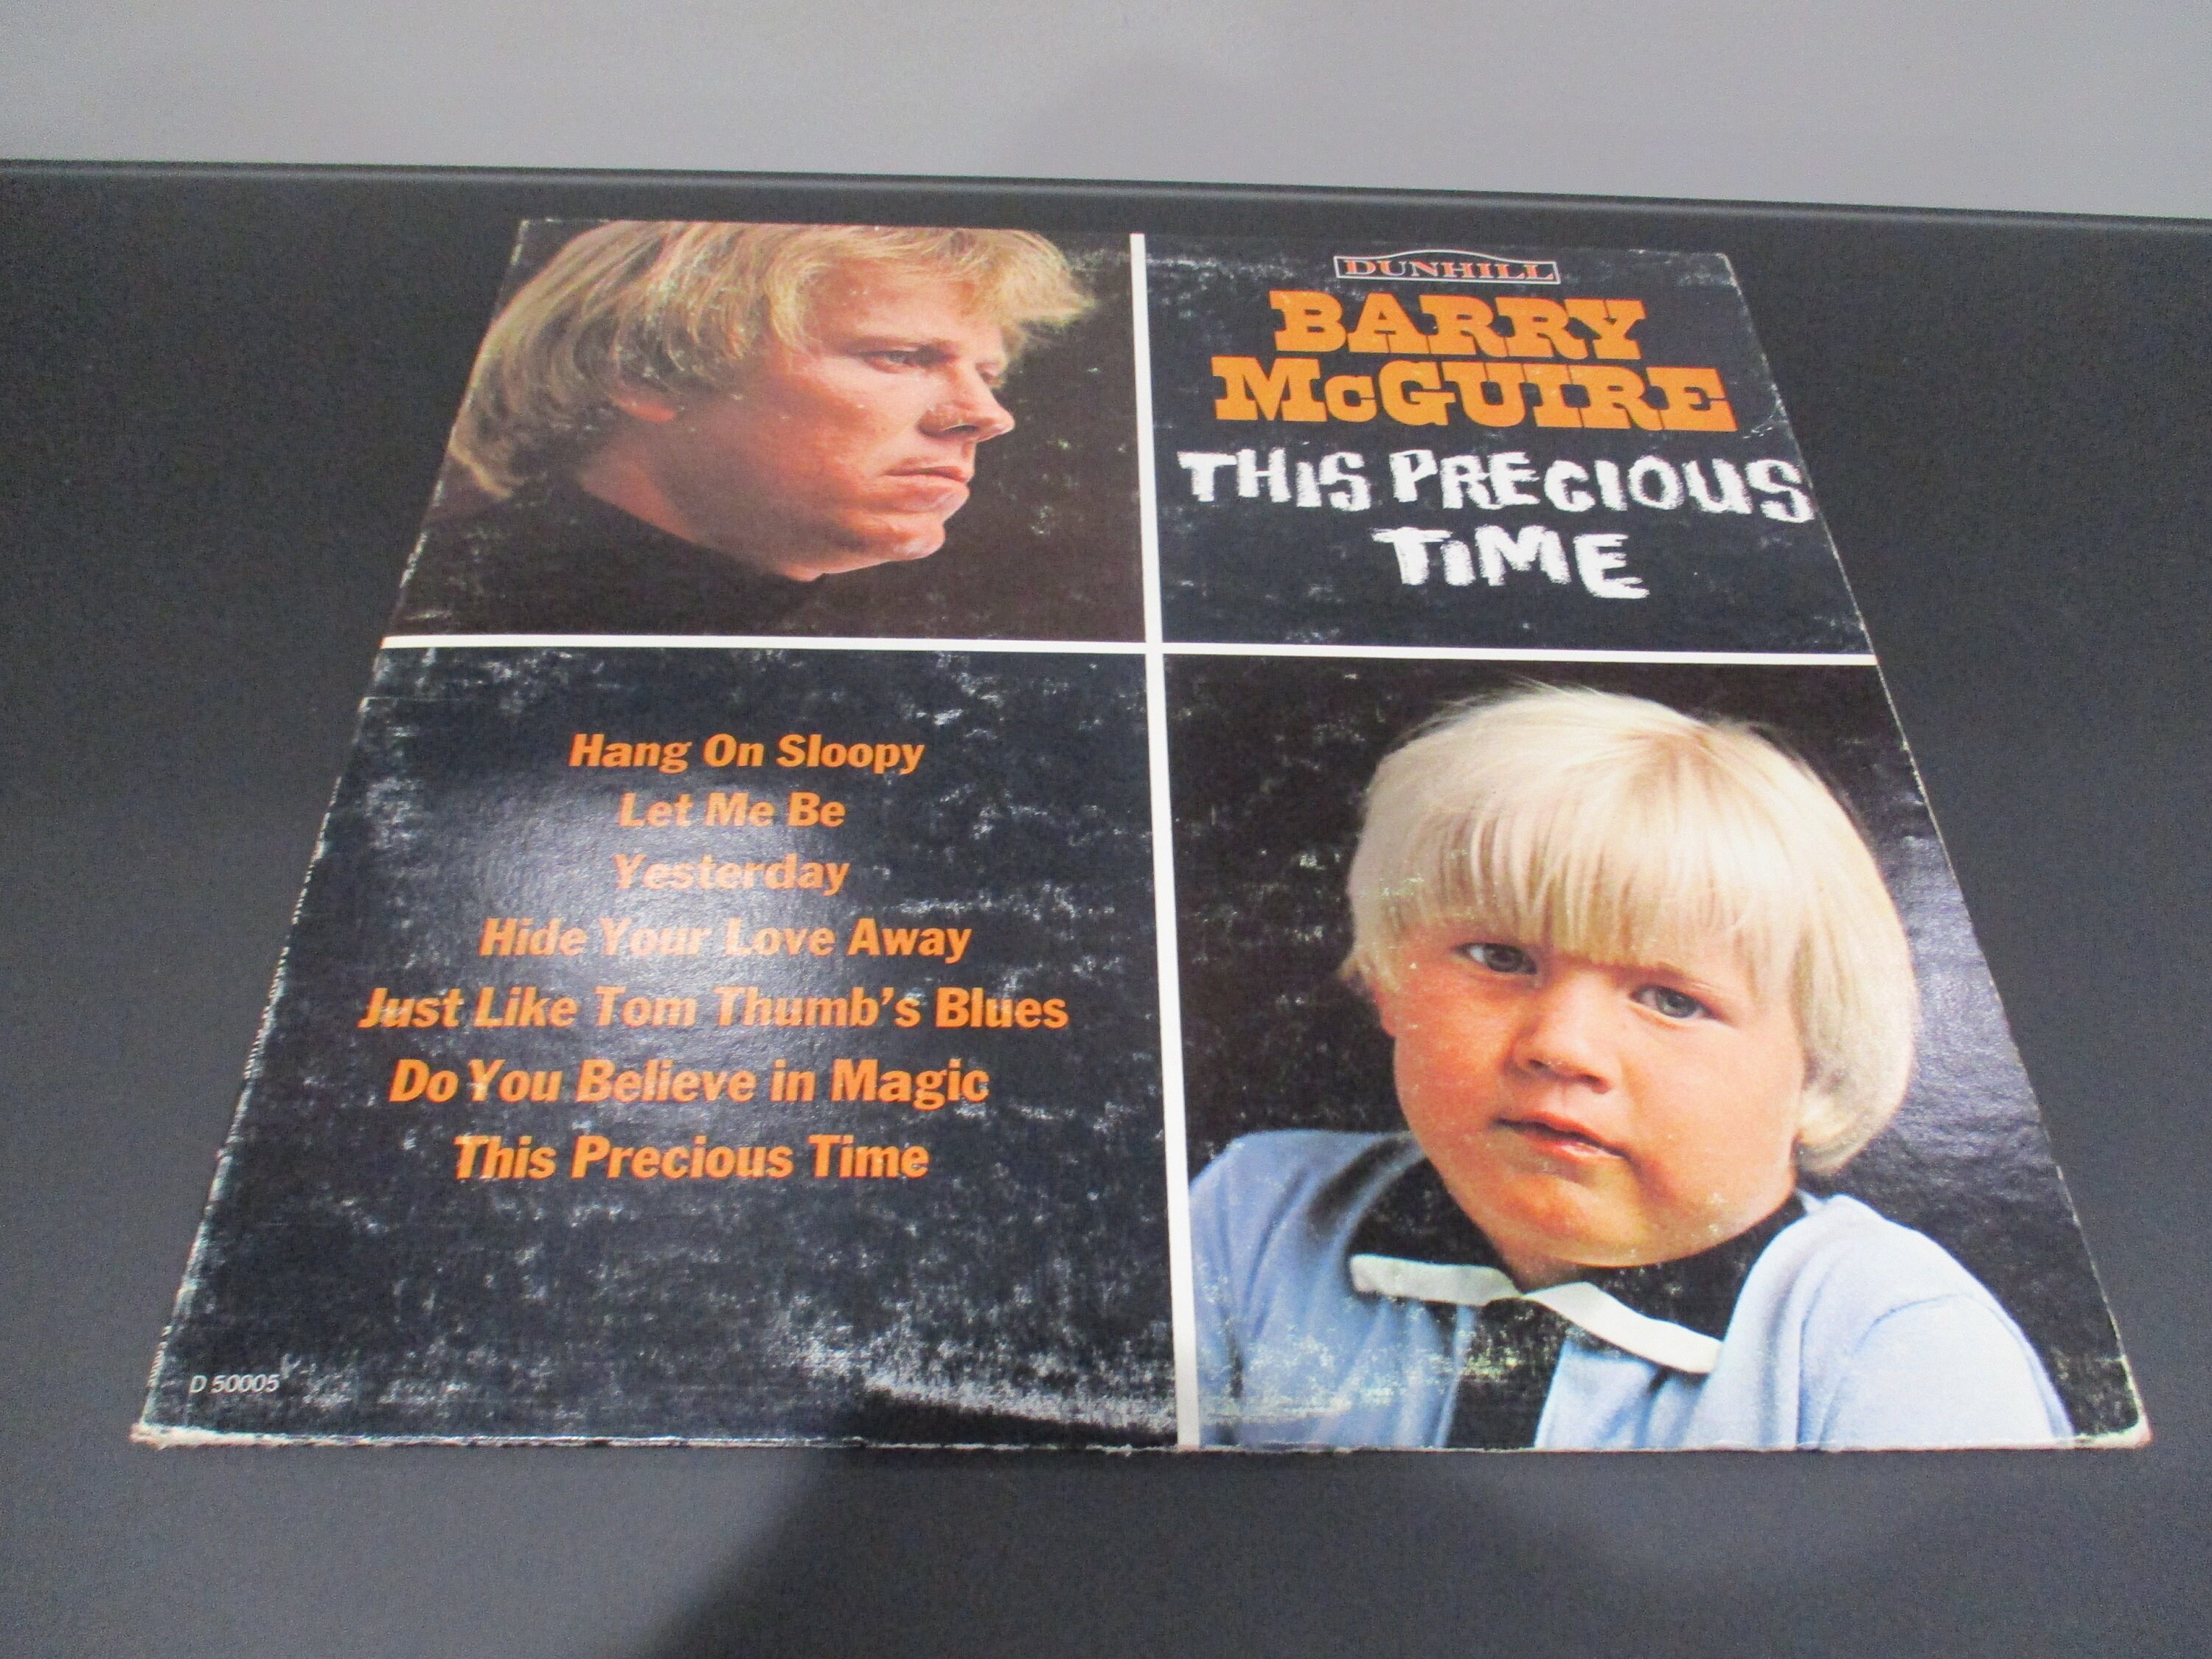 DUNHILL
BARRY
McGUIRE
THiS PRECIOUS
TiME
Hang On Sloopy
Let Me Be
Yesterday
Hide Your Love Away
Just Like Tom Thumb's Blues
Do You Believe in Magic
This Precious Time
D 50005